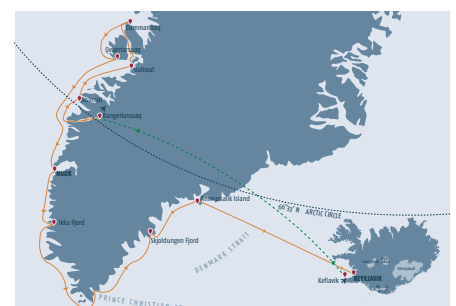 Uummannaq
Qeqertarsuaq
Ilulissat
Sisimiut
Kangerlussuaq
NUUK
66°33' N ARCTIC CIRCLE
Ammassalik Island
Ikka Fjord
Skjoldungen Fjord
DENMARK STRAIT
Keflavik
REYKJAVIK
PRINCE CHRISTIAN